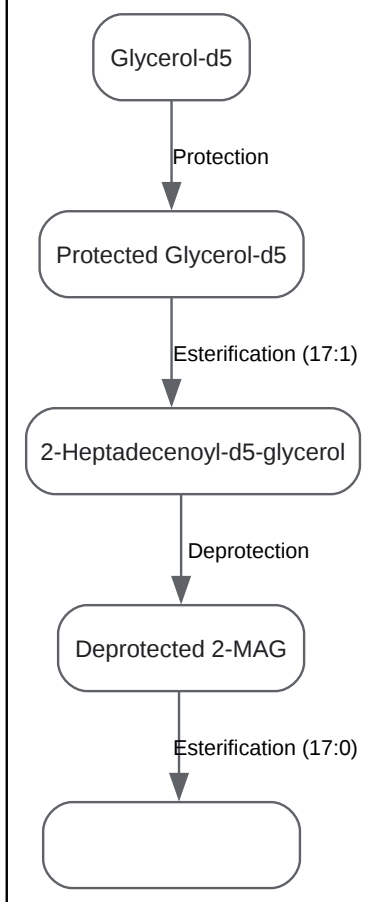 Glycerol-d5
Protection
Protected Glycerol-d5
Esterification (17:1)
2-Heptadecenoyl-d5-glycerol
Deprotection
Deprotected 2-MAG
Esterification (17:0)